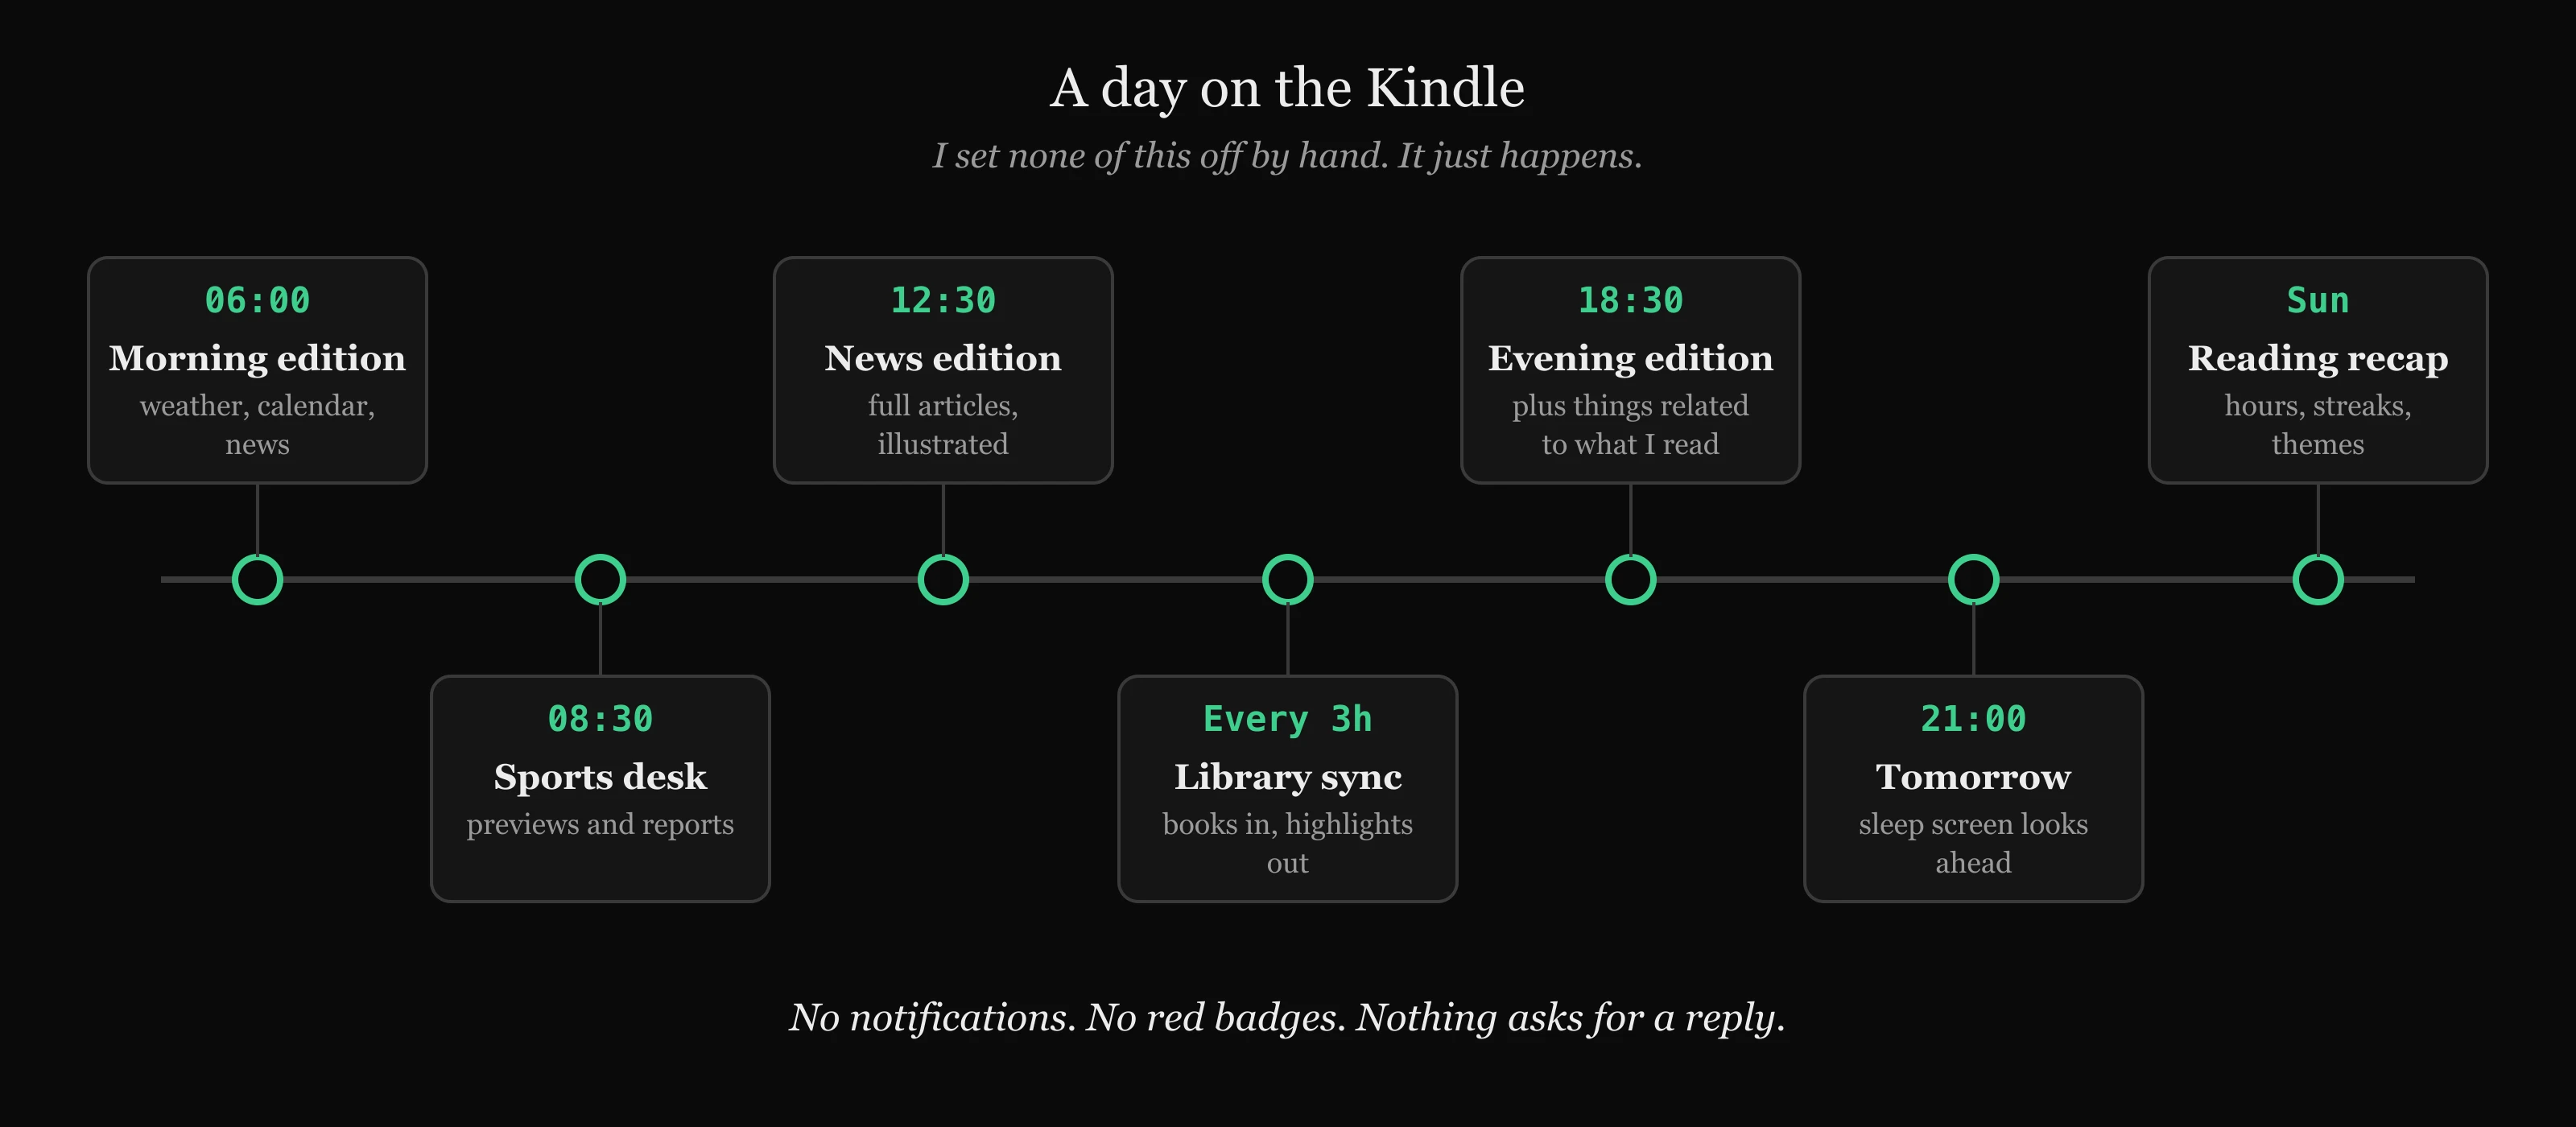 A day on the Kindle
I set none of this off by hand. It just happens.
06:00
Morning edition
weather, calendar,
news
08:30
Sports desk
previews and reports
12:30
News edition
full articles,
illustrated
Every 3h
Library sync
books in, highlights
out
18:30
Evening edition
plus things related
to what I read
21:00
Tomorrow
sleep screen looks
ahead
Sun
Reading recap
hours, streaks,
themes
No notifications. No red badges. Nothing asks for a reply.